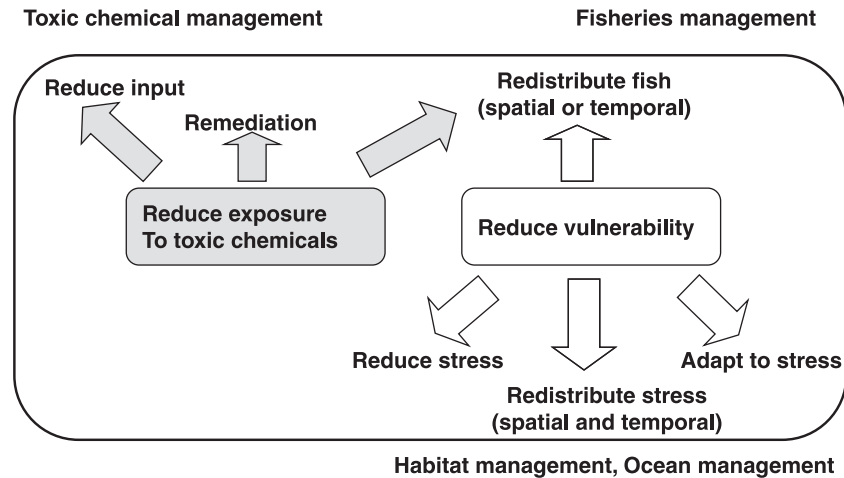 Toxic chemical management
Fisheries management
Reduce input
Remediation
Redistribute fish
(spatial or temporal)
Reduce exposure
To toxic chemicals
Reduce vulnerability
Reduce stress
Adapt to stress
Redistribute stress
(spatial and temporal)
Habitat management, Ocean management